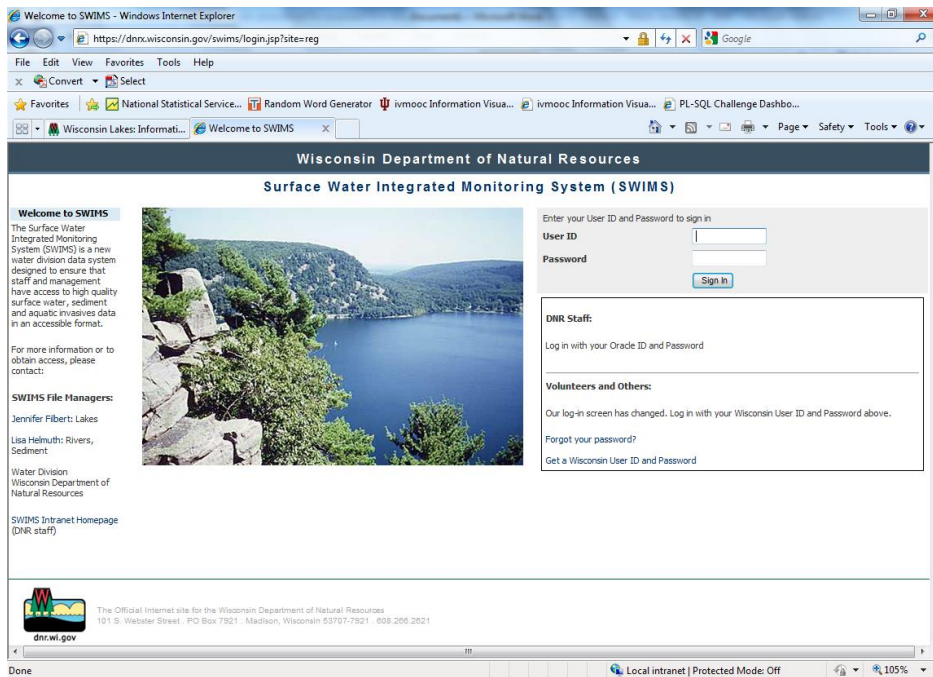 Welcome to SWIMS - Windows Internet Explorer
https://dnrx.wisconsin.gov/swims/login.jsp?site=reg
Google
File Edit View Favorites Tools Help
x Convert Select
Favorites National Statistical Service... Random Word Generator ivmooc Information Visua... ivmooc Information Visua... PL-SQL Challenge Dashbo...
Wisconsin Lakes: Informati... Welcome to SWIMS x Page Safety Tools
Wisconsin Department of Natural Resources
Surface Water Integrated Monitoring System (SWIMS)
Welcome to SWIMS
The Surface Water
Integrated Monitoring
System (SWIMS) is a new
water division data system
designed to ensure that
staff and management
have access to high quality
surface water, sediment
and aquatic invasives data
in an accessible format.
For more information or to
obtain access, please
contact:
SWIMS File Managers:
Jennifer Filbert: Lakes
Lisa Helmuth: Rivers,
Sediment
Water Division
Wisconsin Department of
Natural Resources
SWIMS Intranet Homepage
(DNR staff)
Enter your User ID and Password to sign in
User ID
Password
Sign In
DNR Staff:
Log in with your Oracle ID and Password
Volunteers and Others:
Our log-in screen has changed. Log in with your Wisconsin User ID and Password above.
Forgot your password?
Get a Wisconsin User ID and Password
W
dnr.wi.gov
The Official Internet site for the Wisconsin Department of Natural Resources
101 S. Webster Street . PO Box 7921 . Madison, Wisconsin 53707-7921 . 608.266.2621
Done Local intranet | Protected Mode: Off 105%